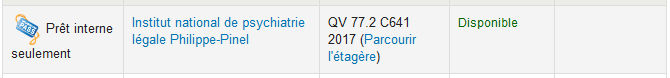 Prêt interne seulement
Institut national de psychiatrie
légale Philippe-Pinel
QV 77.2 C641
2017 (Parcourir
l'étagère)
Disponible